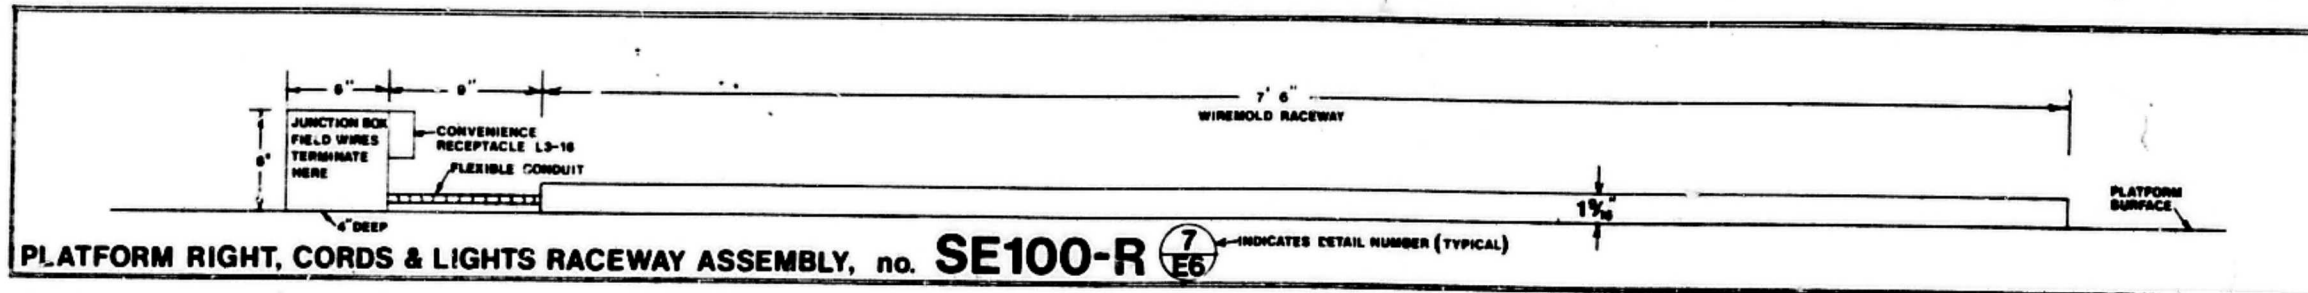 6" 9" 7' 6"
WIREMOLD RACEWAY
JUNCTION BOX
FIELD WIRES
TERMINATE
HERE
6"
CONVENIENCE
RECEPTACLE L3-16
FLEXIBLE CONDUIT
4" DEEP
1 9/16"
PLATFORM
SURFACE
PLATFORM RIGHT, CORDS & LIGHTS RACEWAY ASSEMBLY, no. SE100-R
7
E6
INDICATES DETAIL NUMBER (TYPICAL)